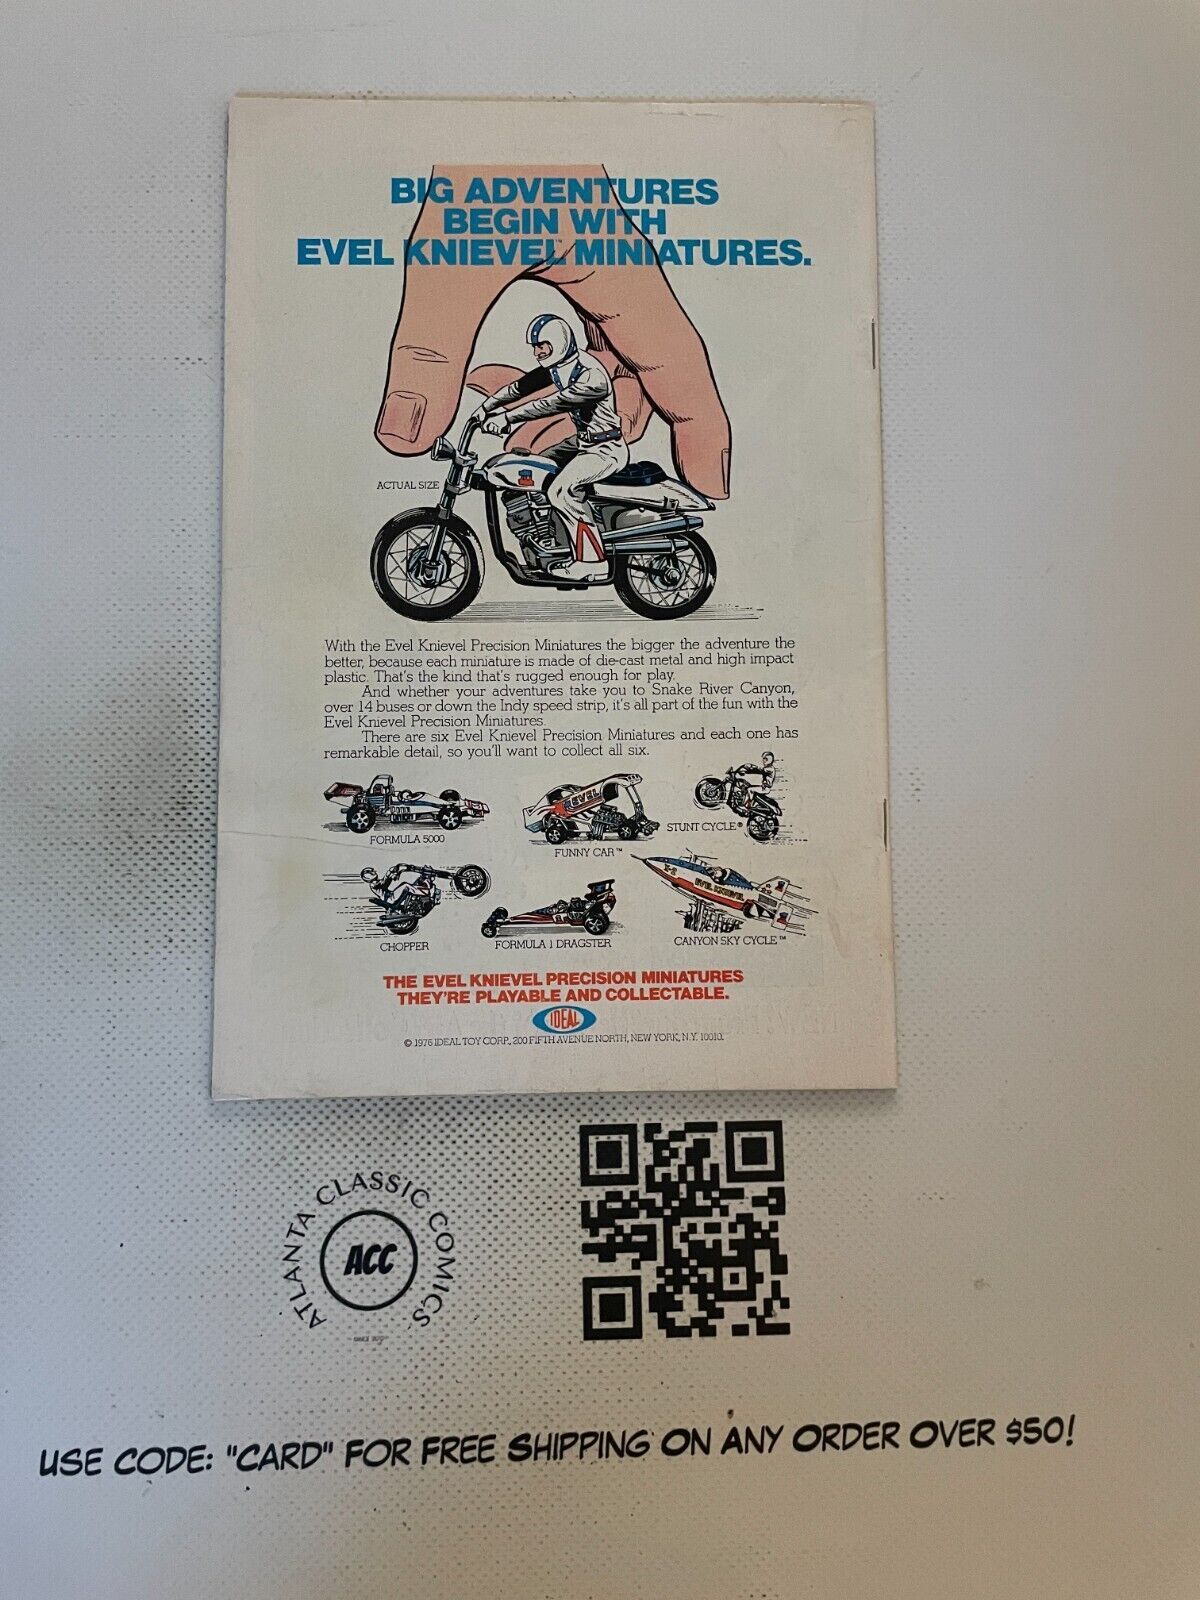 BIG ADVENTURES
BEGIN WITH
EVEL KNIEVEL MINIATURES.
ACTUAL SIZE
With the Evel Knievel Precision Miniatures the bigger the adventure the
better, because each miniature is made of die-cast metal and high impact
plastic. That's the kind that's rugged enough for play.
And whether your adventures take you to Snake River Canyon,
over 14 buses or down the Indy speed strip, it's all part of the fun with the
Evel Knievel Precision Miniatures.
There are six Evel Knievel Precision Miniatures and each one has
remarkable detail, so you'll want to collect all six.
FORMULA 5000
EVEL
FUNNY CAR™
STUNT CYCLE®
CHOPPER
FORMULA 1 DRAGSTER
X-2
EVEL KNIEVEL
CANYON SKY CYCLE™
THE EVEL KNIEVEL PRECISION MINIATURES
THEY'RE PLAYABLE AND COLLECTABLE.
IDEAL
© 1976 IDEAL TOY CORP., 200 FIFTH AVENUE NORTH, NEW YORK, N.Y. 10010.
ATLANTA CLASSIC COMICS
ACC
USE CODE: "CARD" FOR FREE SHIPPING ON ANY ORDER OVER $50!